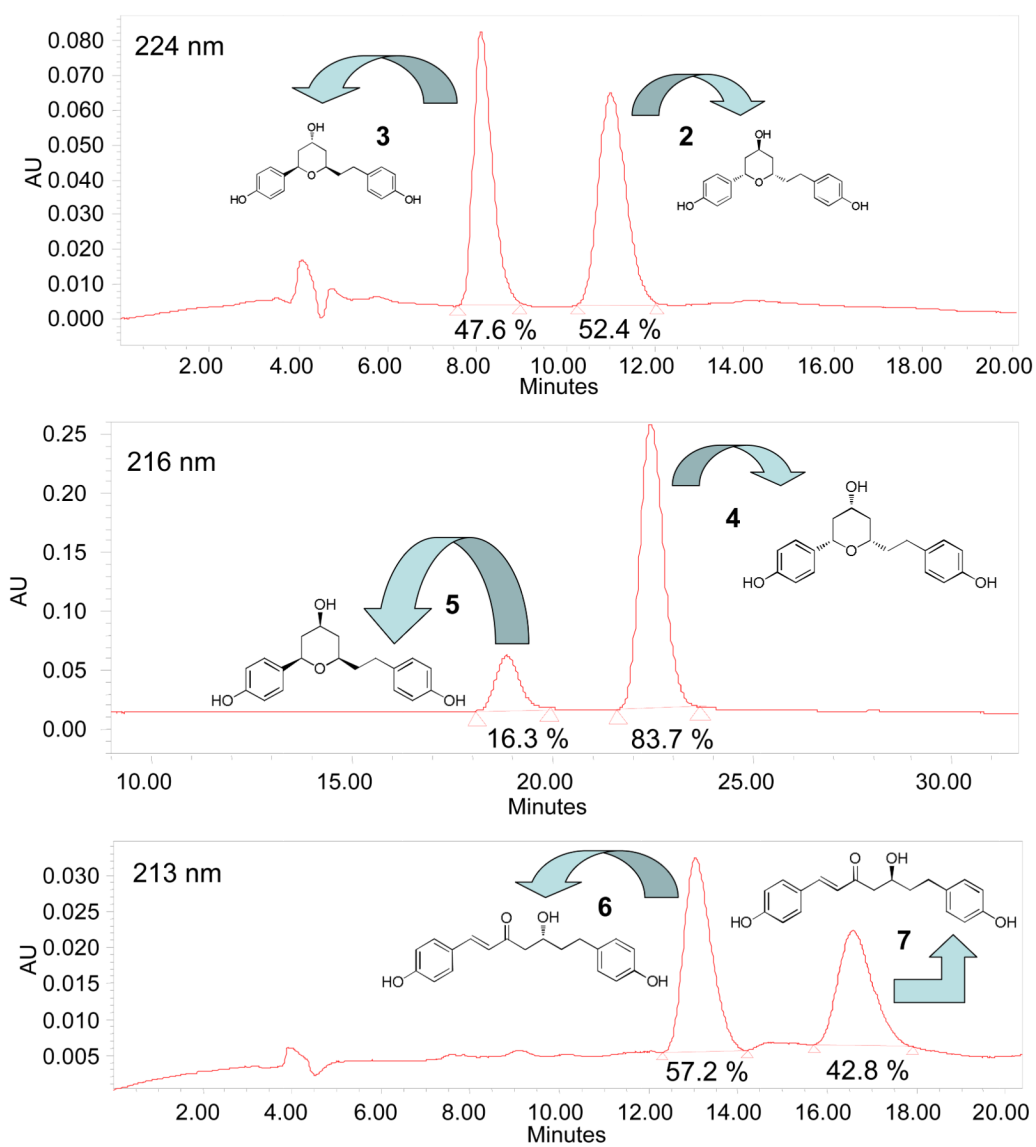 224 nm
AU
0.080
0.070
0.060
0.050
0.040
0.030
0.020
0.010
0.000
3
OH
O
HO
OH
2
OH
O
HO
OH
47.6 %
52.4 %
2.00 4.00 6.00 8.00 10.00 12.00 14.00 16.00 18.00 20.00
Minutes
216 nm
AU
0.25
0.20
0.15
0.10
0.05
0.00
5
OH
O
HO
OH
4
OH
O
HO
OH
16.3 %
83.7 %
10.00 15.00 20.00 25.00 30.00
Minutes
213 nm
AU
0.030
0.025
0.020
0.015
0.010
0.005
6
O OH
HO
OH
O OH
HO
OH
7
57.2 %
42.8 %
2.00 4.00 6.00 8.00 10.00 12.00 14.00 16.00 18.00 20.00
Minutes